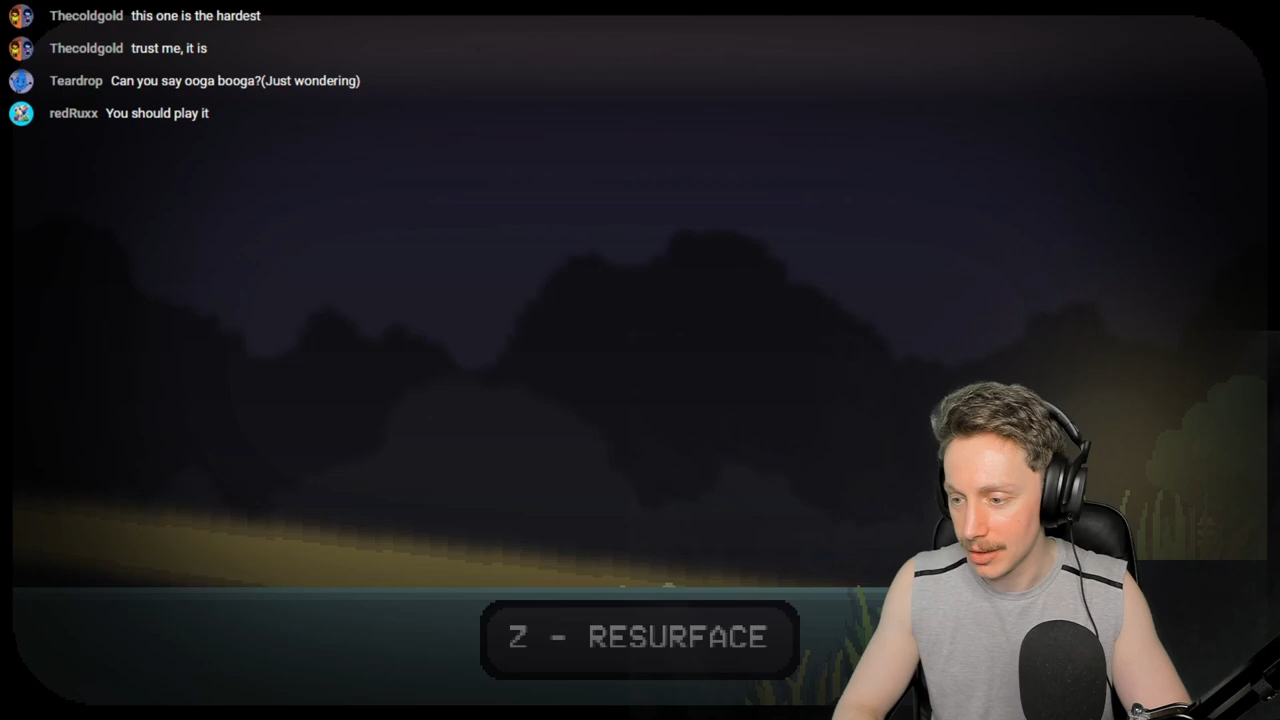 Thecoldgold this one is the hardest
Thecoldgold trust me, it is
Teardrop Can you say ooga booga?(Just wondering)
redRuxx You should play it
Z - RESURFACE